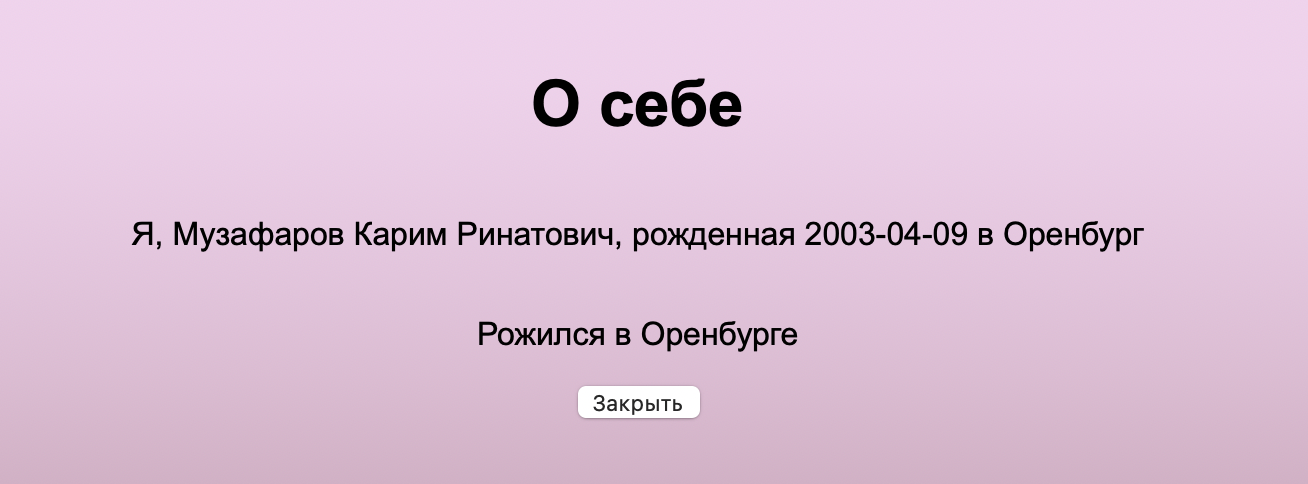 О себе
Я, Музафаров Карим Ринатович, рожденная 2003-04-09 в Оренбург
Рожился в Оренбурге
Закрыть